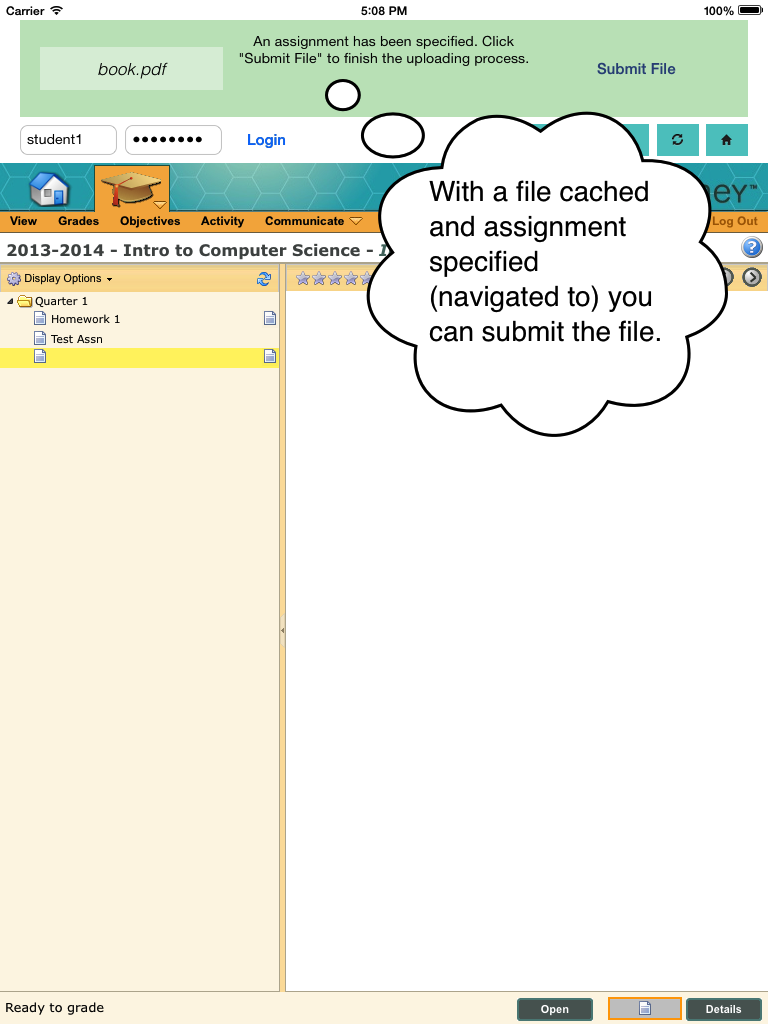 Carrier 5:08 PM 100%
An assignment has been specified. Click
"Submit File" to finish the uploading process.
book.pdf
Submit File
student1
Login
With a file cached
and assignment
specified
(navigated to) you
can submit the file.
View Grades Objectives Activity Communicate
Log Out
2013-2014 - Intro to Computer Science -
Display Options
Quarter 1
Homework 1
Test Assn
Ready to grade
Open
Details